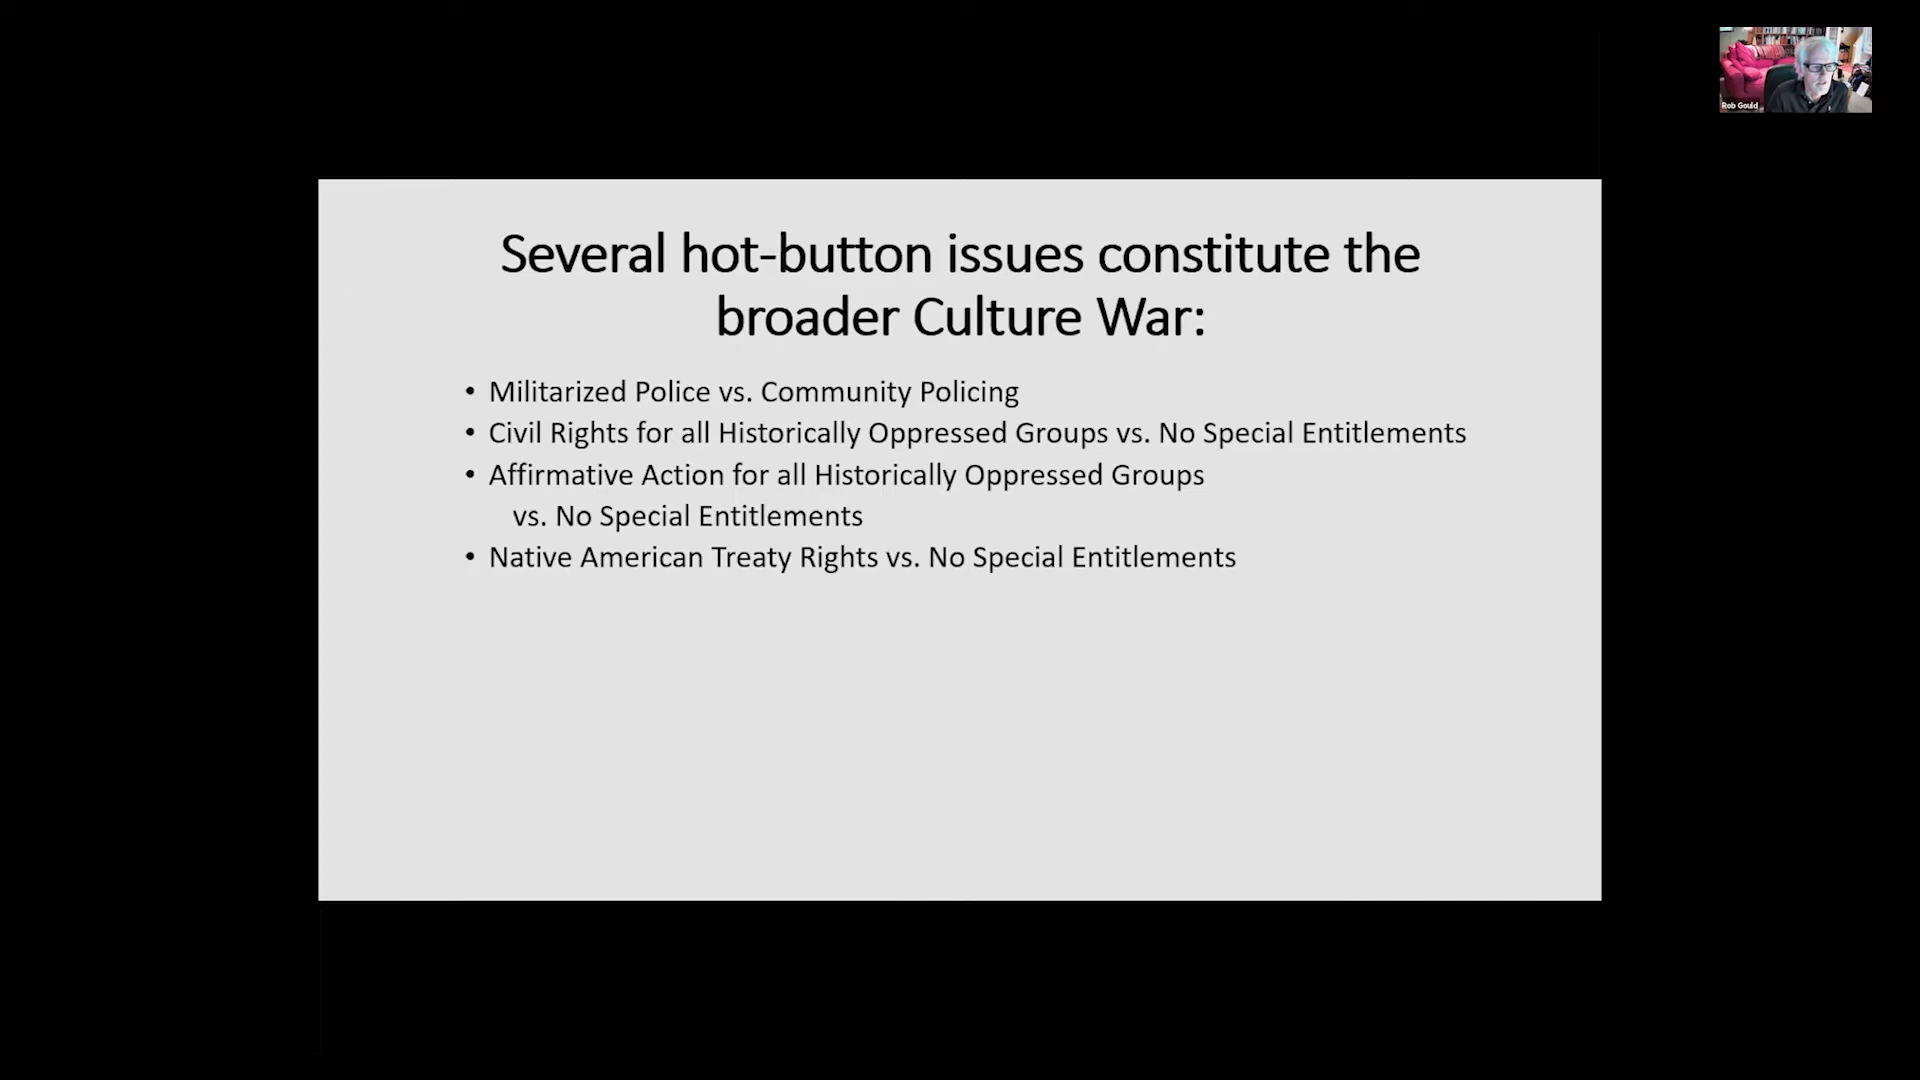 Rob Gould
Several hot-button issues constitute the
broader Culture War:
• Militarized Police vs. Community Policing
• Civil Rights for all Historically Oppressed Groups vs. No Special Entitlements
• Affirmative Action for all Historically Oppressed Groups
vs. No Special Entitlements
• Native American Treaty Rights vs. No Special Entitlements